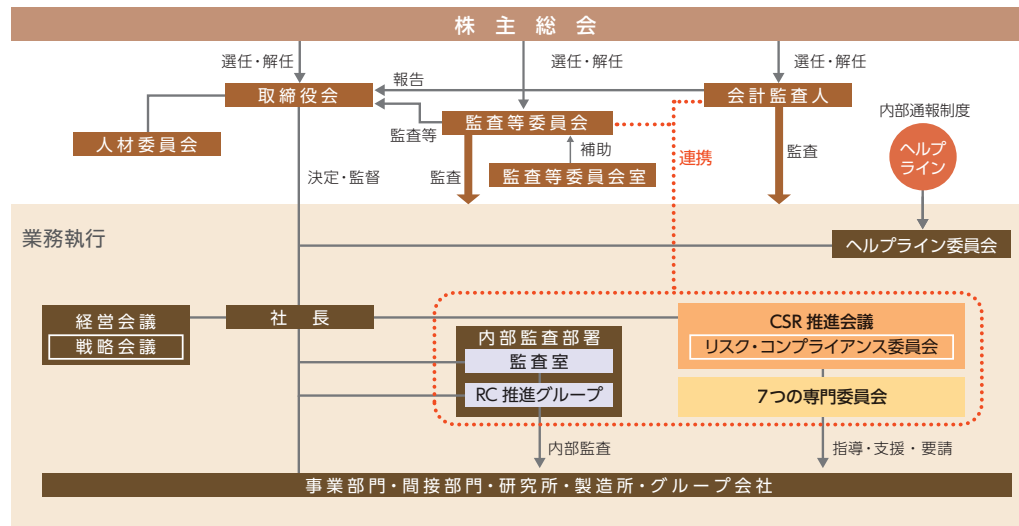 株主総会
選任・解任
選任・解任
選任・解任
報告
取締役会
会計監査人
内部通報制度
監査等委員会
監査等
人材委員会
補助
連携
監査
ヘルプ
ライン
決定・監督
監査
監査等委員会室
業務執行
ヘルプライン委員会
経営会議
戦略会議
社長
内部監査部署
監査室
RC推進グループ
CSR推進会議
リスク・コンプライアンス委員会
7つの専門委員会
内部監査
指導・支援・要請
事業部門・間接部門・研究所・製造所・グループ会社